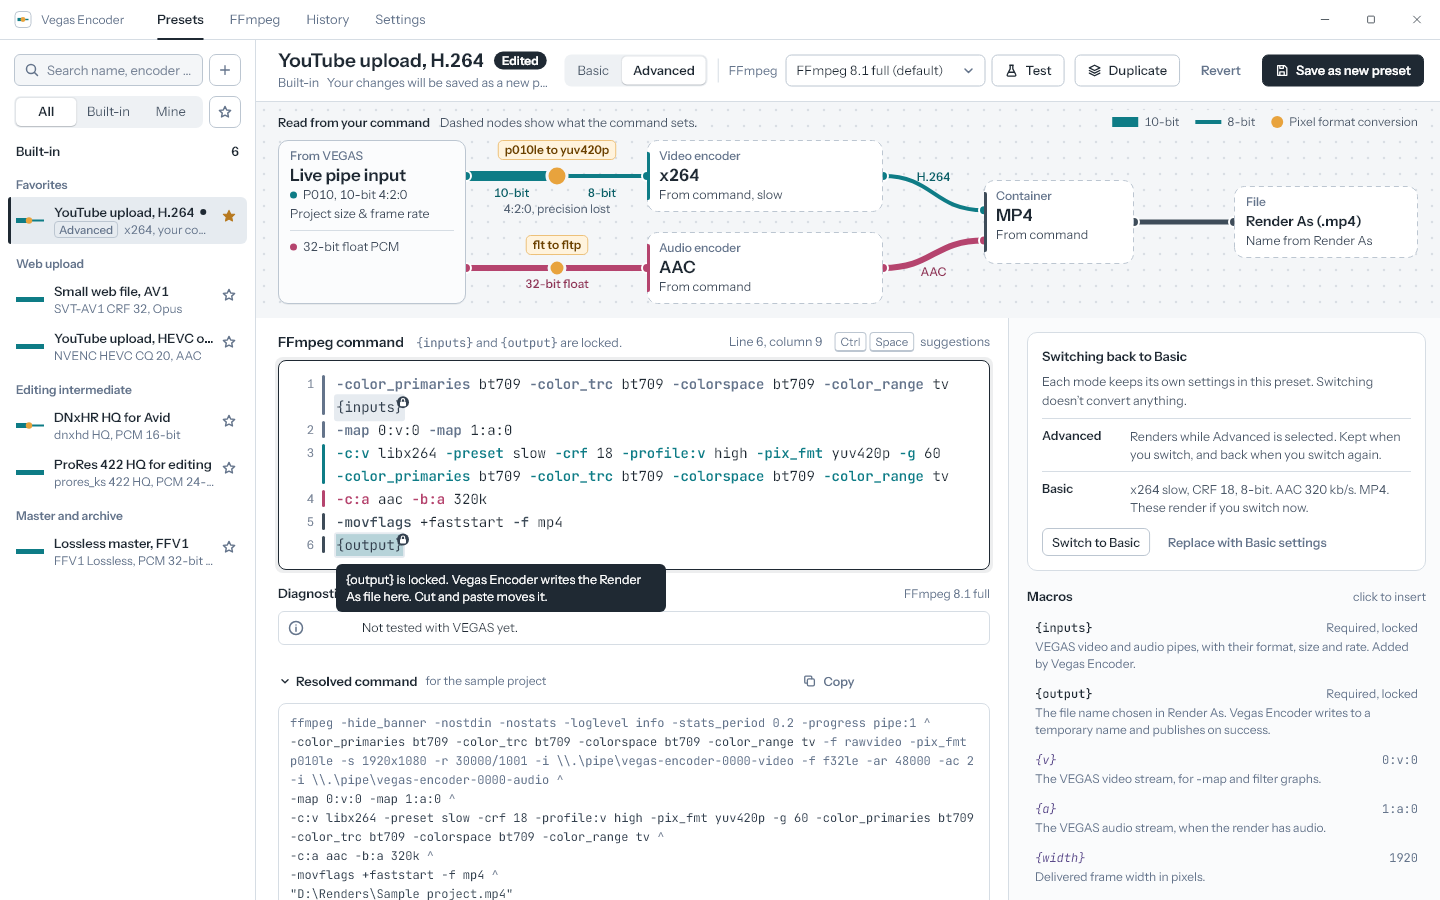 Vegas Encoder
Presets
FFmpeg
History
Settings
Search name, encoder ...
All
Built-in
Mine
Built-in
6
Favorites
YouTube upload, H.264
Advanced
x264, your co...
Web upload
Small web file, AV1
SVT-AV1 CRF 32, Opus
YouTube upload, HEVC o...
NVENC HEVC CQ 20, AAC
Editing intermediate
DNxHR HQ for Avid
dnxhd HQ, PCM 16-bit
ProRes 422 HQ for editing
prores_ks 422 HQ, PCM 24-...
Master and archive
Lossless master, FFV1
FFV1 Lossless, PCM 32-bit ...
YouTube upload, H.264
Edited
Built-in Your changes will be saved as a new p...
Basic
Advanced
FFmpeg
FFmpeg 8.1 full (default)
Test
Duplicate
Revert
Save as new preset
Read from your command
Dashed nodes show what the command sets.
10-bit
8-bit
Pixel format conversion
From VEGAS
Live pipe input
P010, 10-bit 4:2:0
Project size & frame rate
32-bit float PCM
p010le to yuv420p
10-bit
8-bit
4:2:0, precision lost
flt to fltp
32-bit float
Video encoder
x264
From command, slow
Audio encoder
AAC
From command
H.264
AAC
Container
MP4
From command
File
Render As (.mp4)
Name from Render As
FFmpeg command
{inputs} and {output} are locked.
Line 6, column 9
Ctrl
Space
suggestions
1 -color_primaries bt709 -color_trc bt709 -colorspace bt709 -color_range tv
{inputs}
2 -map 0:v:0 -map 1:a:0
3 -c:v libx264 -preset slow -crf 18 -profile:v high -pix_fmt yuv420p -g 60
-color_primaries bt709 -color_trc bt709 -colorspace bt709 -color_range tv
4 -c:a aac -b:a 320k
5 -movflags +faststart -f mp4
6 {output}
{output} is locked. Vegas Encoder writes the Render
As file here. Cut and paste moves it.
Diagnosti
FFmpeg 8.1 full
Not tested with VEGAS yet.
Resolved command
for the sample project
Copy
ffmpeg -hide_banner -nostdin -nostats -loglevel info -stats_period 0.2 -progress pipe:1 ^
-color_primaries bt709 -color_trc bt709 -colorspace bt709 -color_range tv -f rawvideo -pix_fmt
p010le -s 1920x1080 -r 30000/1001 -i \\.\pipe\vegas-encoder-0000-video -f f32le -ar 48000 -ac 2
-i \\.\pipe\vegas-encoder-0000-audio ^
-map 0:v:0 -map 1:a:0 ^
-c:v libx264 -preset slow -crf 18 -profile:v high -pix_fmt yuv420p -g 60 -color_primaries bt709
-color_trc bt709 -colorspace bt709 -color_range tv ^
-c:a aac -b:a 320k ^
-movflags +faststart -f mp4 ^
"D:\Renders\Sample project.mp4"
Switching back to Basic
Each mode keeps its own settings in this preset. Switching
doesn't convert anything.
Advanced
Renders while Advanced is selected. Kept when
you switch, and back when you switch again.
Basic
x264 slow, CRF 18, 8-bit. AAC 320 kb/s. MP4.
These render if you switch now.
Switch to Basic
Replace with Basic settings
Macros
click to insert
{inputs}
Required, locked
VEGAS video and audio pipes, with their format, size and rate. Added
by Vegas Encoder.
{output}
Required, locked
The file name chosen in Render As. Vegas Encoder writes to a
temporary name and publishes on success.
{v}
0:v:0
The VEGAS video stream, for -map and filter graphs.
{a}
1:a:0
The VEGAS audio stream, when the render has audio.
{width}
1920
Delivered frame width in pixels.